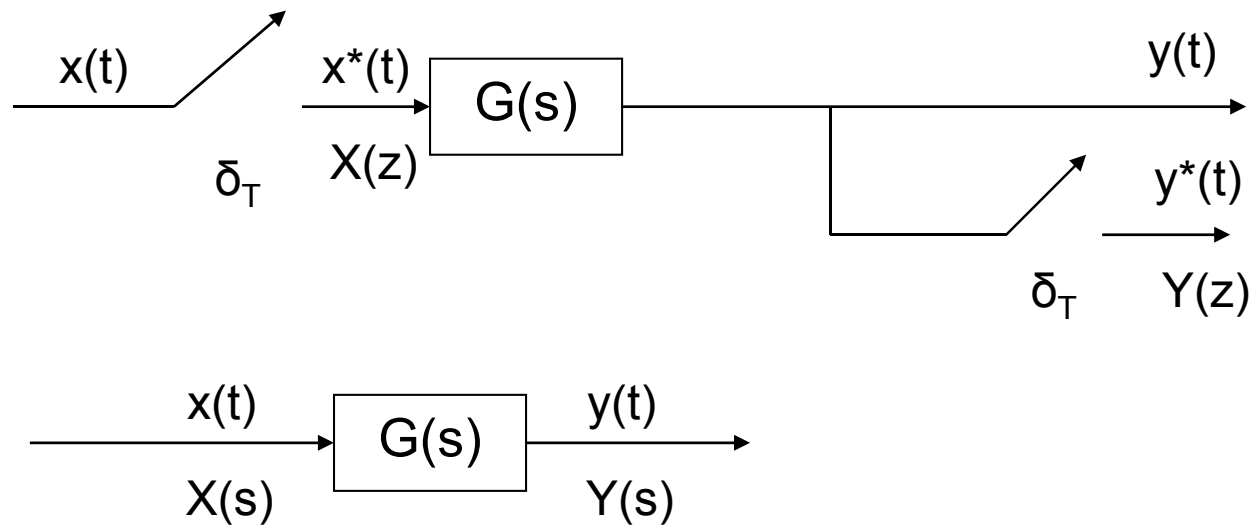 x(t) x*(t) G(s) y(t)
δT X(z) y*(t)
δT Y(z)
x(t) G(s) y(t)
X(s) Y(s)